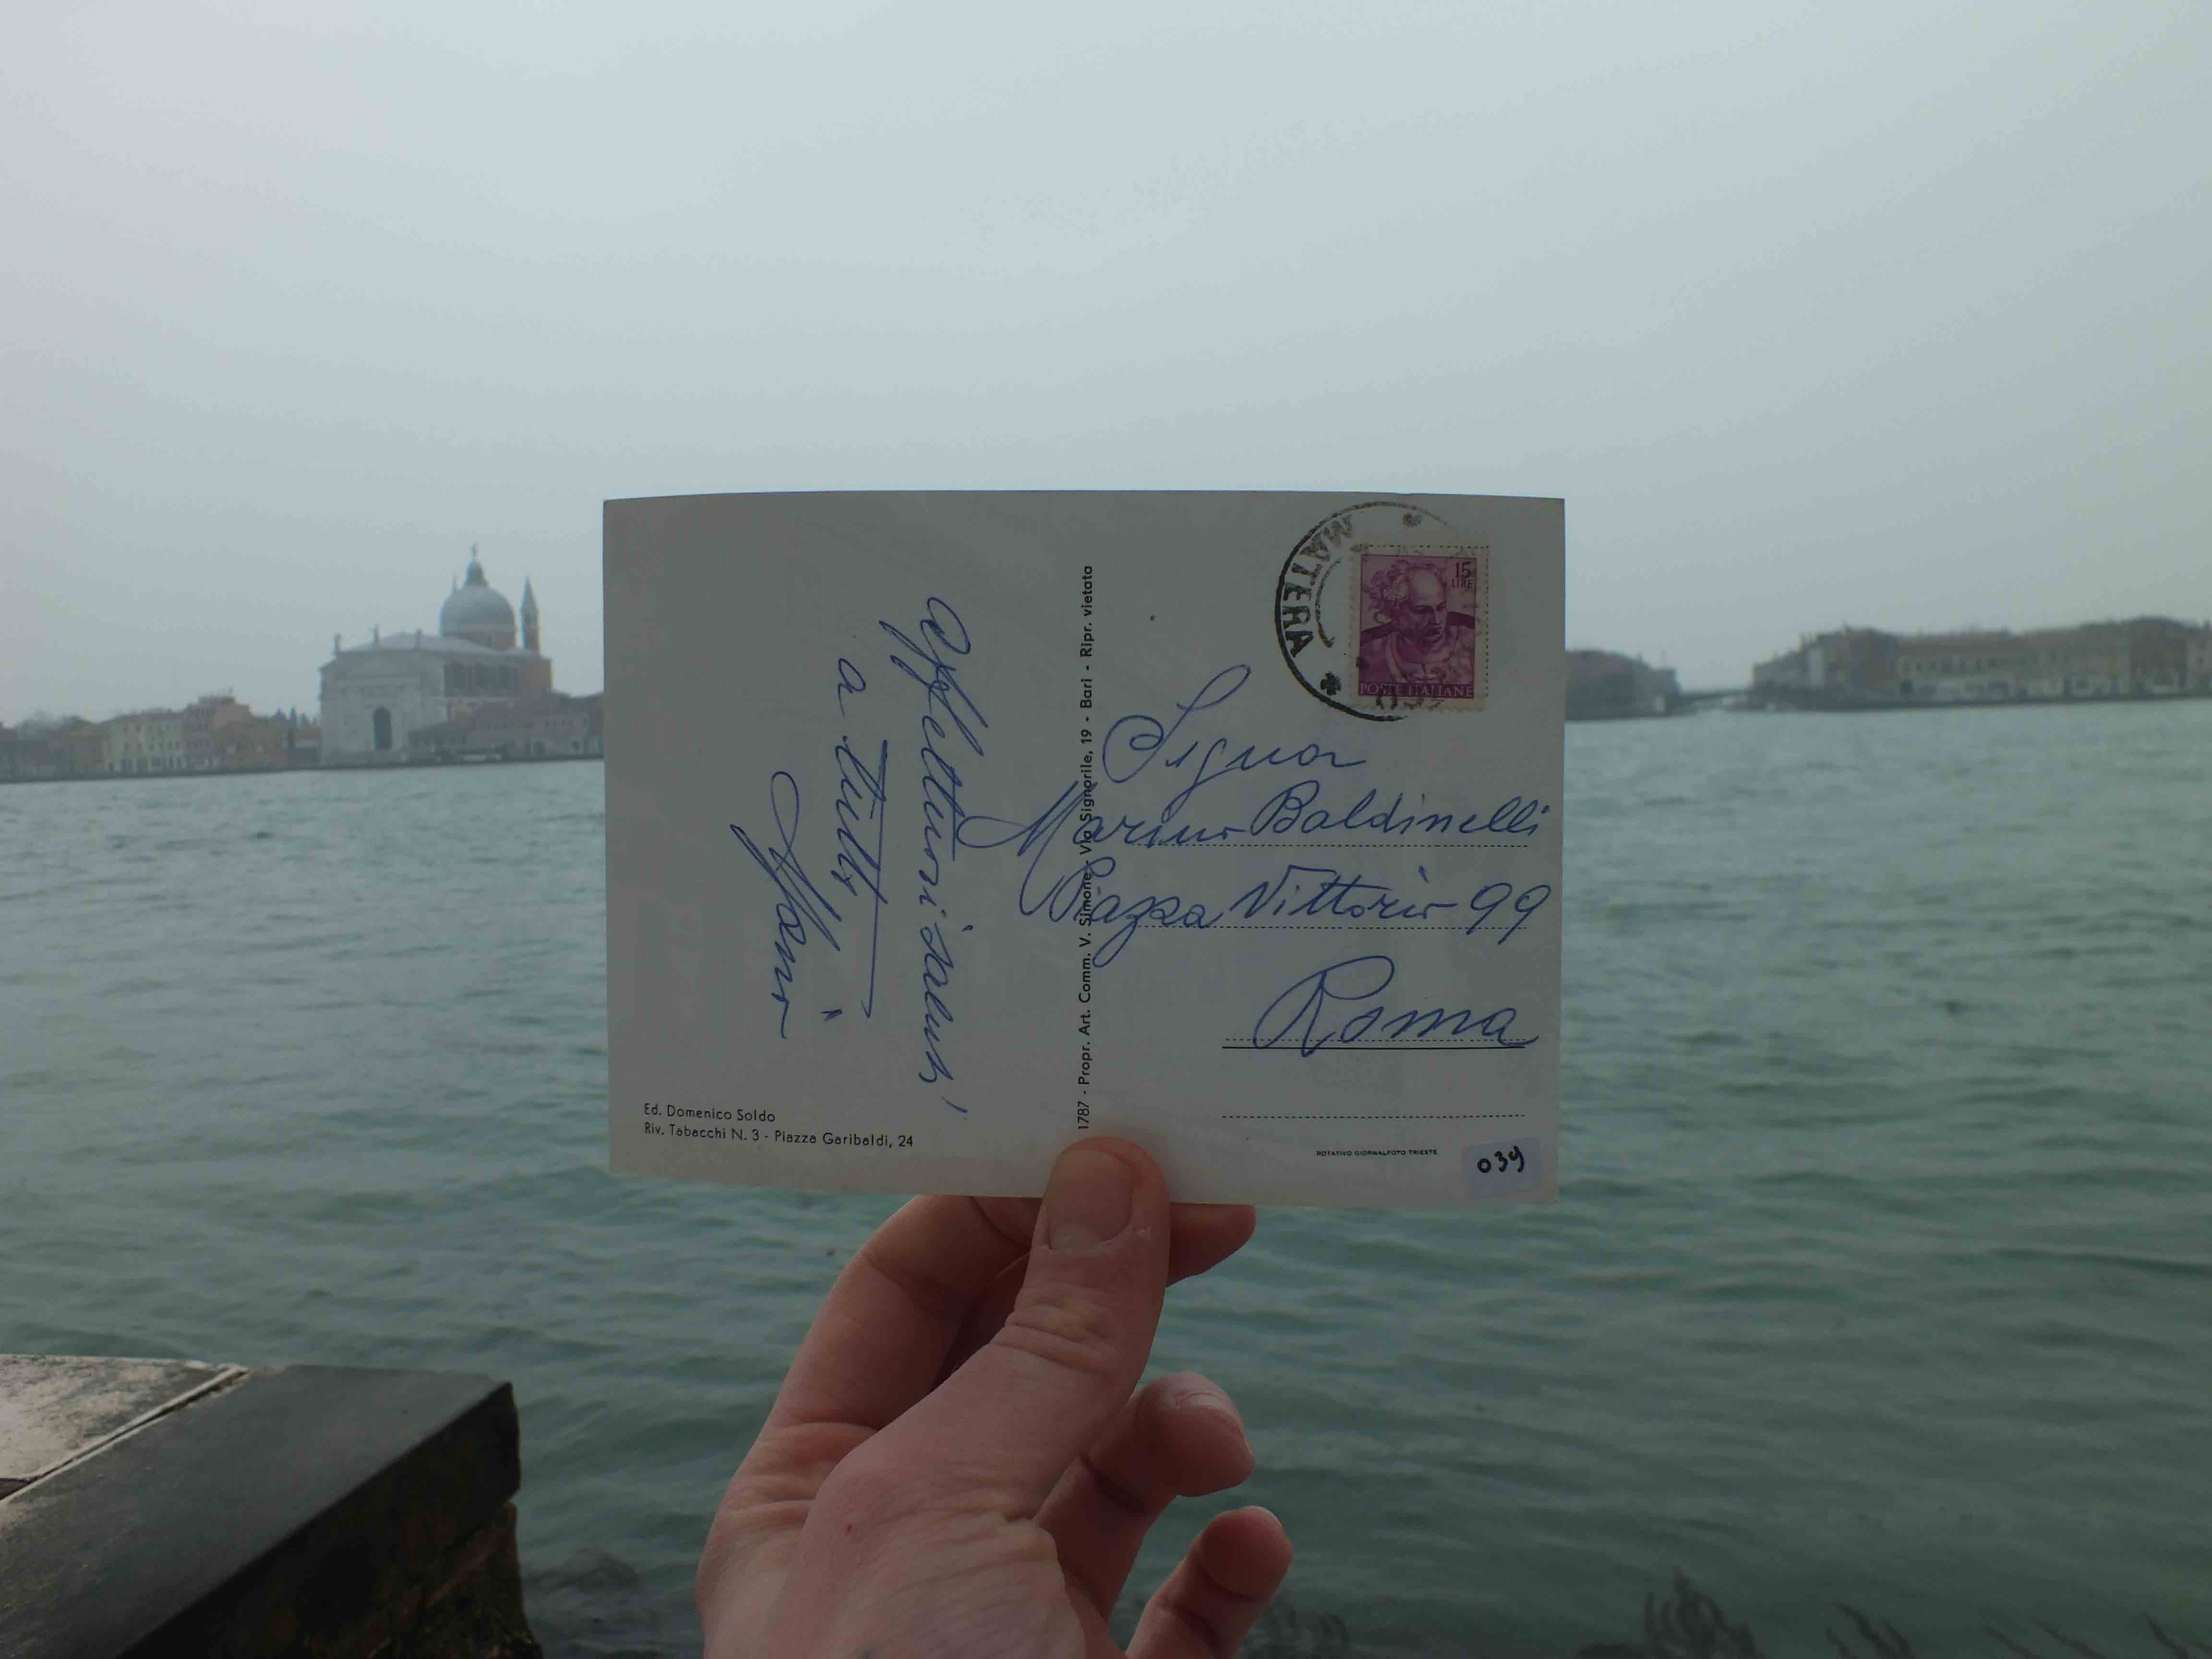 Affettuosi saluti
a tutti,
MATERA
15
LIRE
POSTE ITALIANE
Signor
Marino Baldinelli
Piazza Vittorio 99
Roma
1787 - Propr. Art. Comm. V. Simone - Via Signorile, 19 - Bari - Ripr. vietata
Ed. Domenico Soldo
Riv. Tabacchi N. 3 - Piazza Garibaldi, 24
ROTATIVO GIORNALFOTO TRIESTE
039